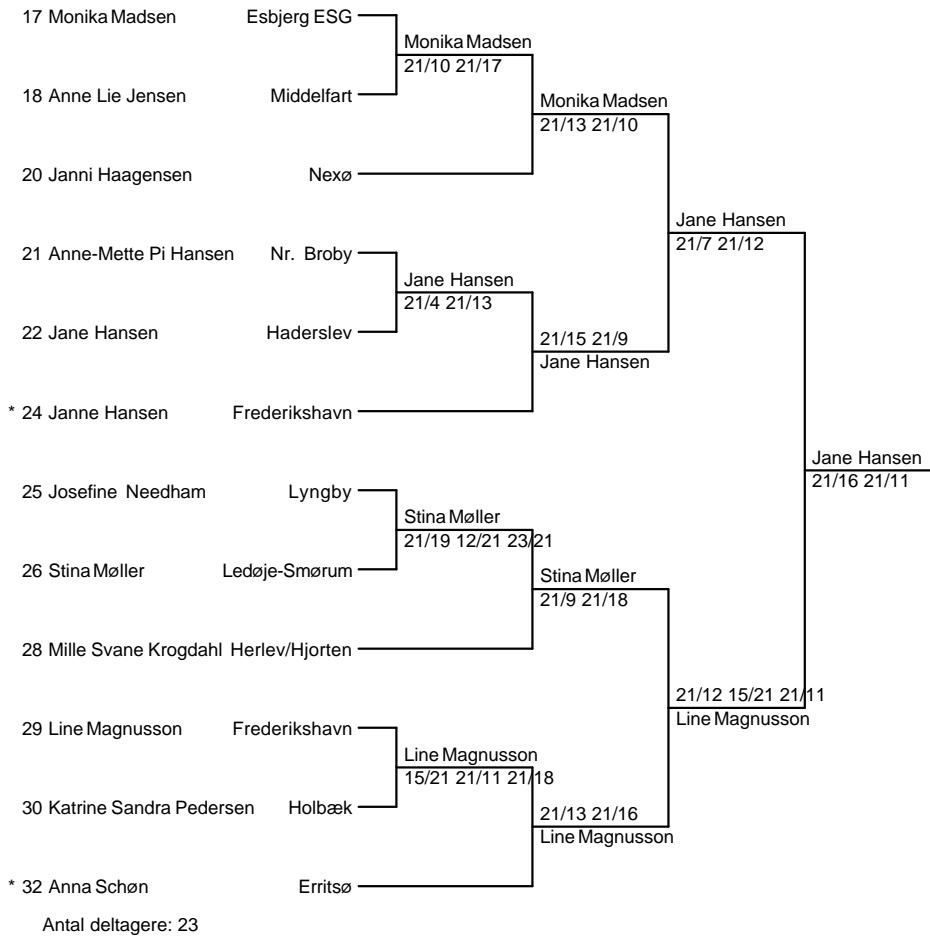 17 Monika Madsen Esbjerg ESG
Monika Madsen
21/10 21/17
18 Anne Lie Jensen Middelfart
Monika Madsen
21/13 21/10
20 Janni Haagensen Nexø
Jane Hansen
21/7 21/12
21 Anne-Mette Pi Hansen Nr. Broby
Jane Hansen
21/4 21/13
22 Jane Hansen Haderslev
21/15 21/9
Jane Hansen
* 24 Janne Hansen Frederikshavn
Jane Hansen
21/16 21/11
25 Josefine Needham Lyngby
Stina Møller
21/19 12/21 23/21
26 Stina Møller Ledøje-Smørum
Stina Møller
21/9 21/18
28 Mille Svane Krogdahl Herlev/Hjorten
21/12 15/21 21/11
Line Magnusson
29 Line Magnusson Frederikshavn
Line Magnusson
15/21 21/11 21/18
30 Katrine Sandra Pedersen Holbæk
21/13 21/16
Line Magnusson
* 32 Anna Schøn Erritsø
Antal deltagere: 23